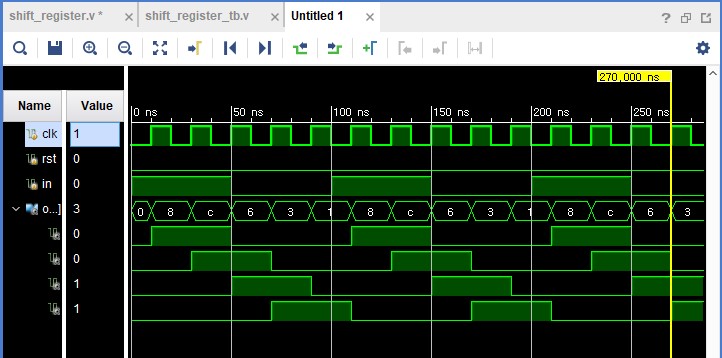 shift_register.v * × shift_register_tb.v × Untitled 1 ×
270,000 ns
Name Value
0 ns 50 ns 100 ns 150 ns 200 ns 250 ns
clk 1
rst 0
in 0
o...] 3 0 8 c 6 3 1 8 c 6 3 1 8 c 6 3
0
0
1
1